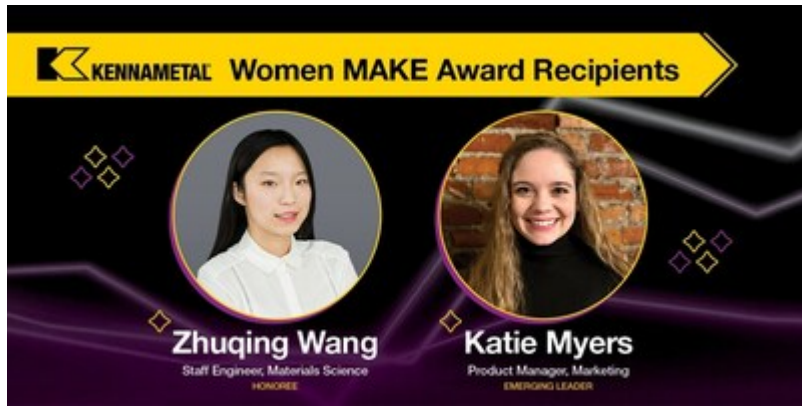 KENNAMETAL Women MAKE Award Recipients
Zhuqing Wang
Staff Engineer, Materials Science
HONOREE
Katie Myers
Product Manager, Marketing
EMERGING LEADER